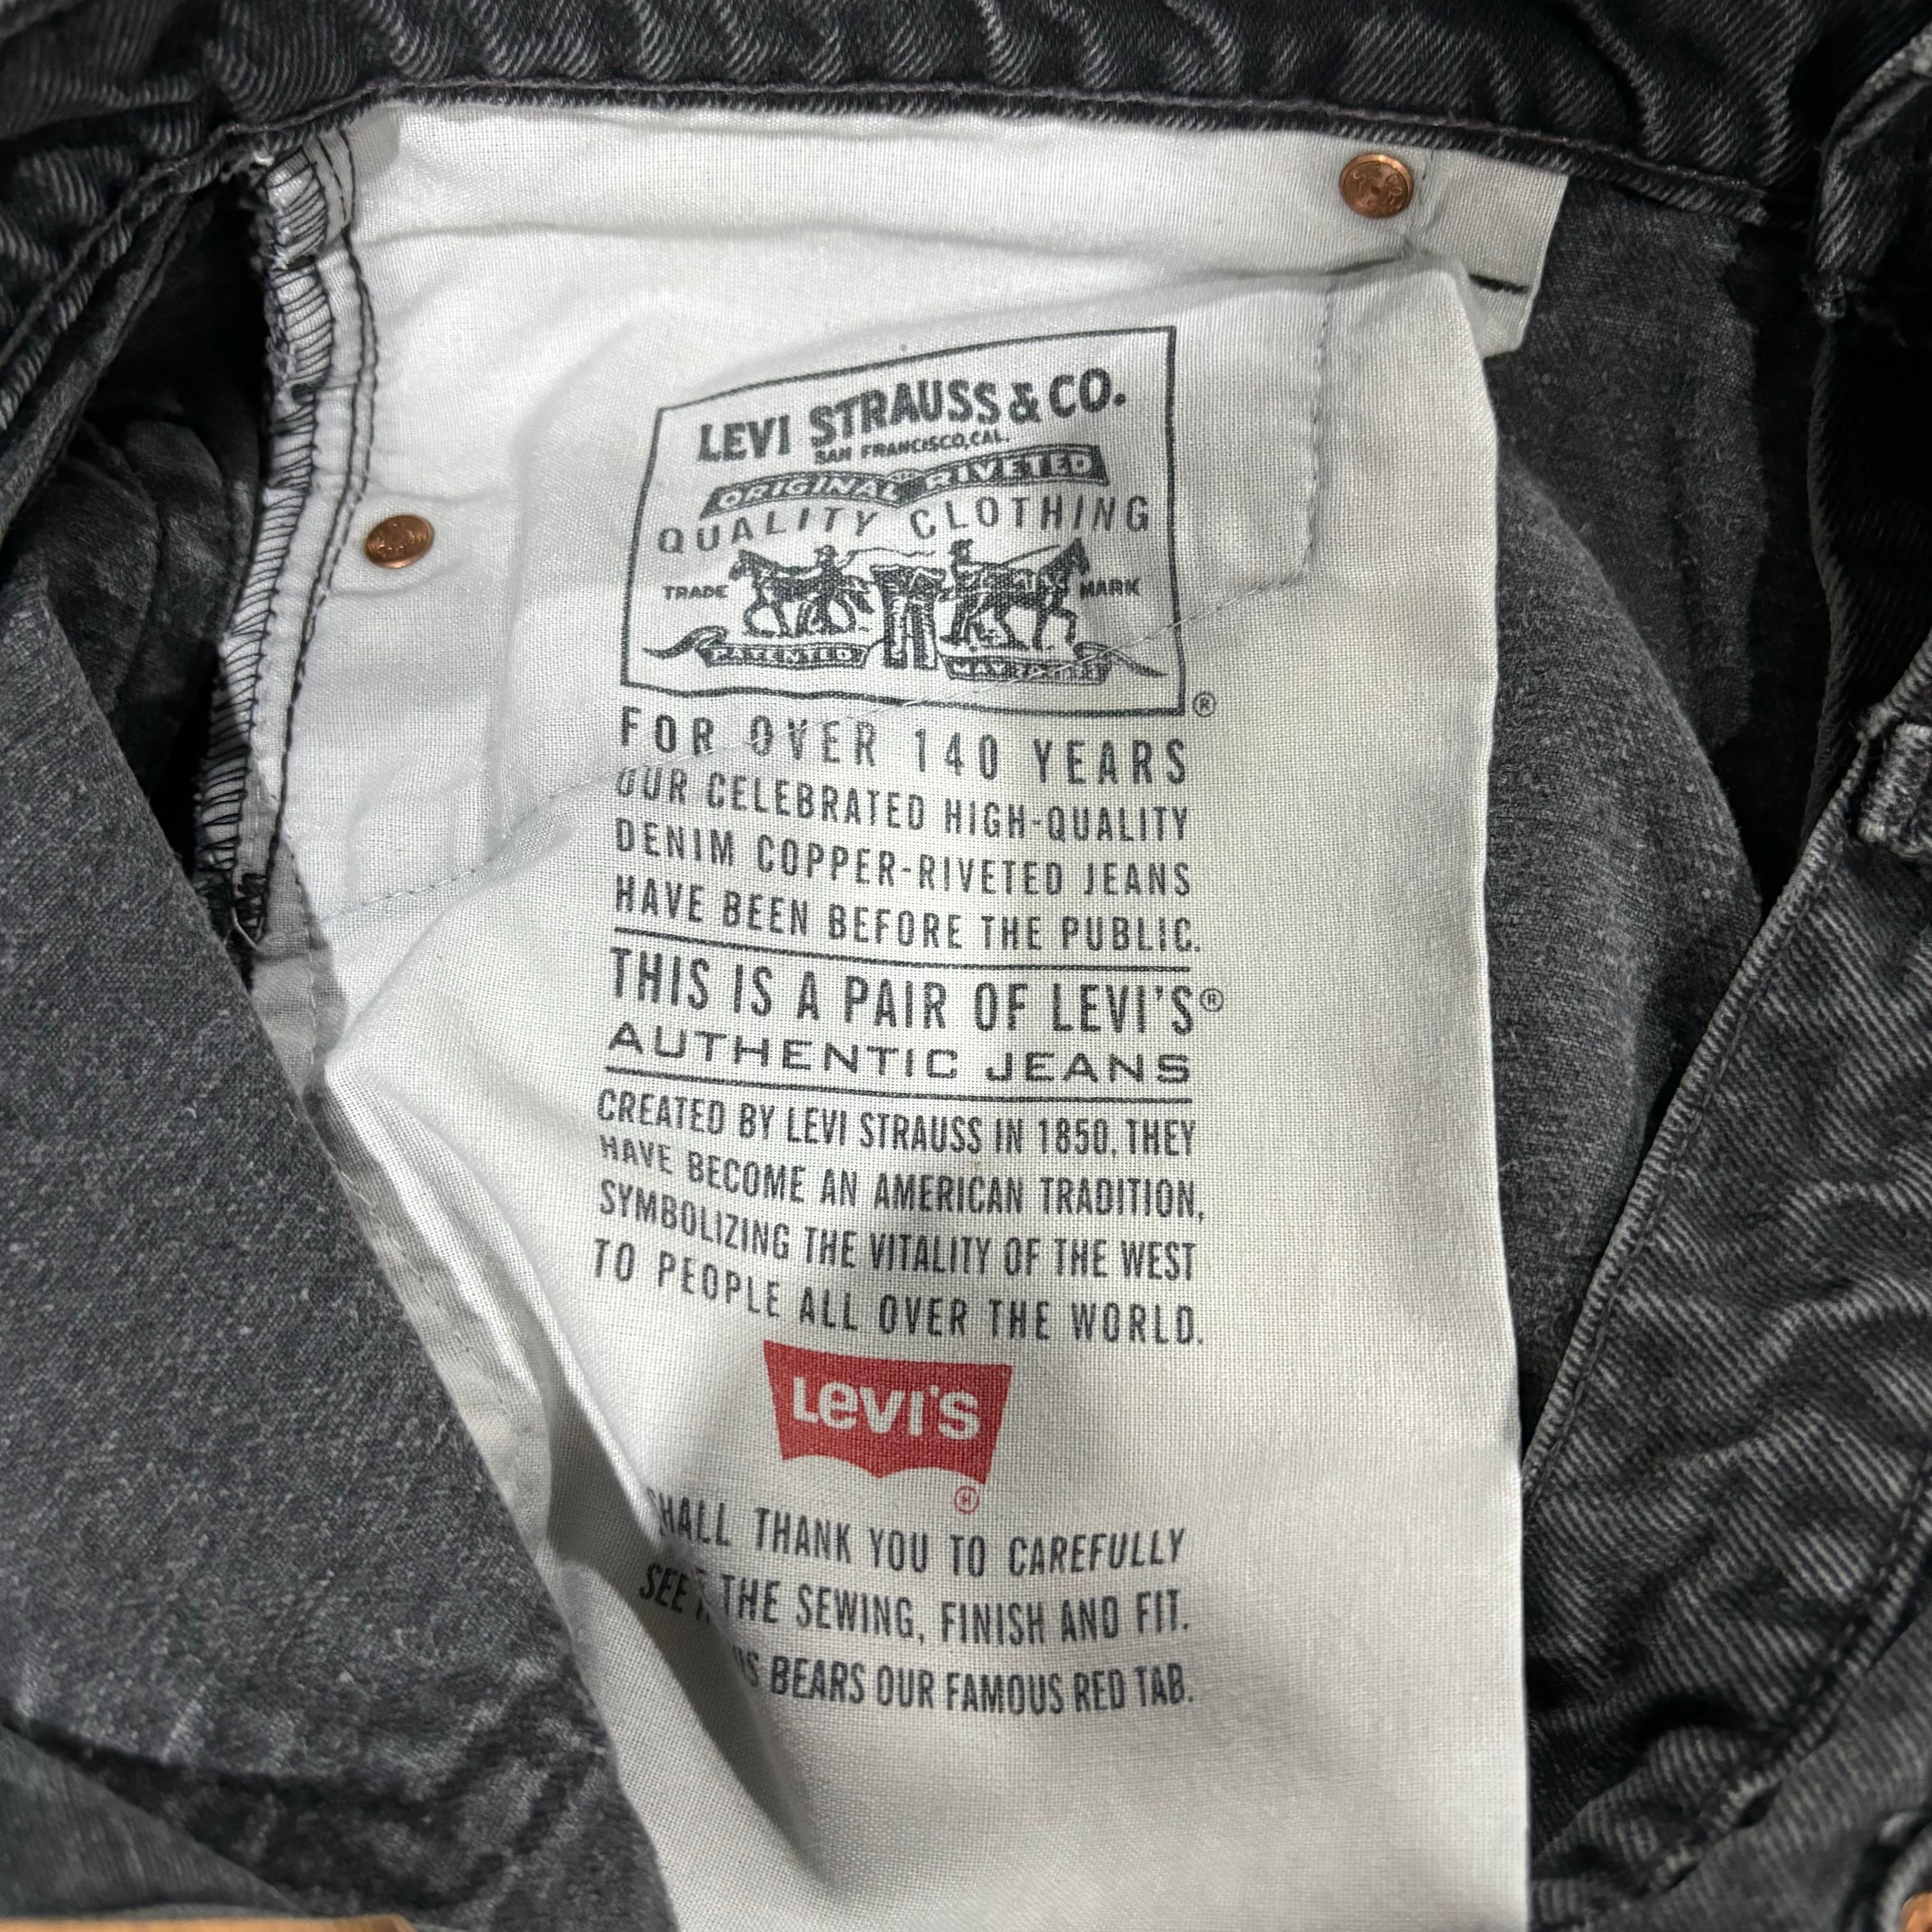 LEVI STRAUSS & CO.
SAN FRANCISCO, CAL.
ORIGINAL RIVETED
QUALITY CLOTHING
TRADE MARK
PATENTED MAY
®
FOR OVER 140 YEARS
OUR CELEBRATED HIGH-QUALITY
DENIM COPPER-RIVETED JEANS
HAVE BEEN BEFORE THE PUBLIC.
THIS IS A PAIR OF LEVI'S®
AUTHENTIC JEANS
CREATED BY LEVI STRAUSS IN 1850. THEY
HAVE BECOME AN AMERICAN TRADITION,
SYMBOLIZING THE VITALITY OF THE WEST
TO PEOPLE ALL OVER THE WORLD.
LEVI'S
®
SHALL THANK YOU TO CAREFULLY
SEE THE SEWING, FINISH AND FIT.
BEARS OUR FAMOUS RED TAB.